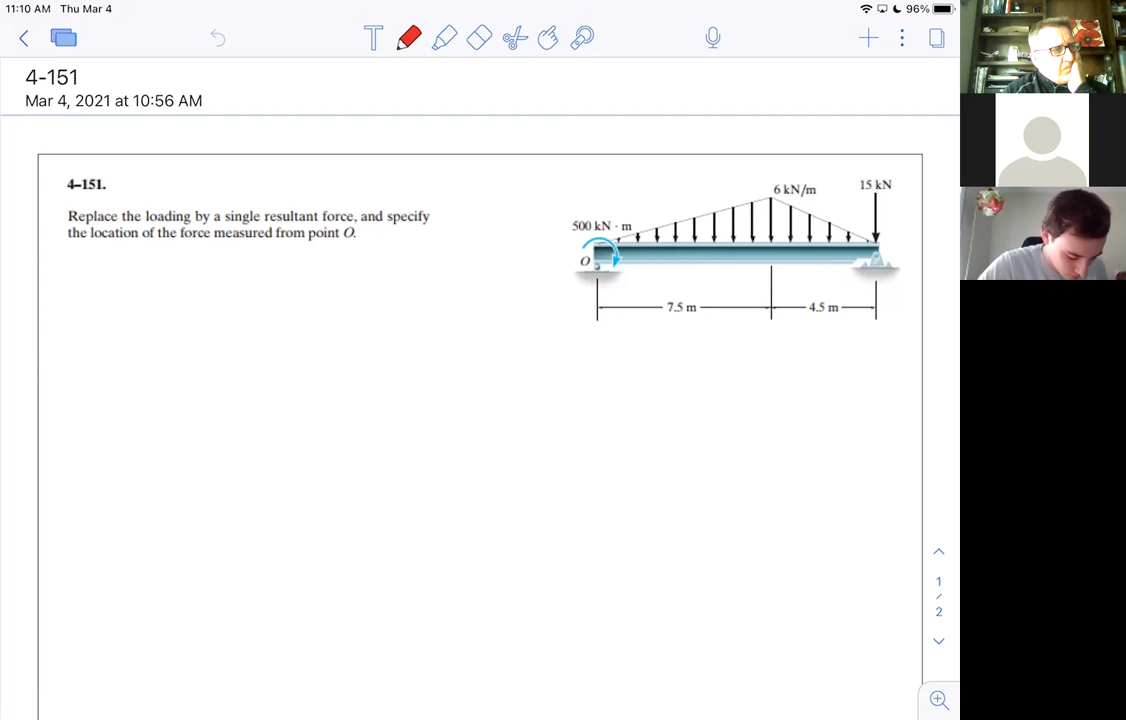 11:10 AM Thu Mar 4
96%
4-151
Mar 4, 2021 at 10:56 AM
4–151.
Replace the loading by a single resultant force, and specify
the location of the force measured from point O.
6 kN/m
15 kN
500 kN · m
O
7.5 m
4.5 m
1
/
2